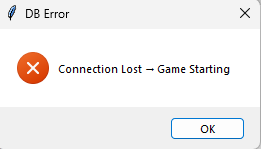 DB Error
Connection Lost → Game Starting
OK